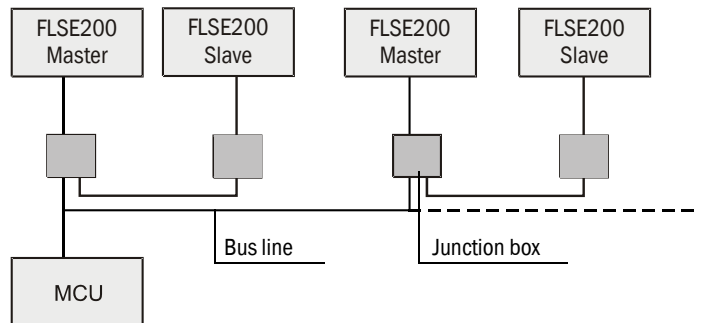 FLSE200
Master
FLSE200
Slave
FLSE200
Master
FLSE200
Slave
Bus line
Junction box
MCU